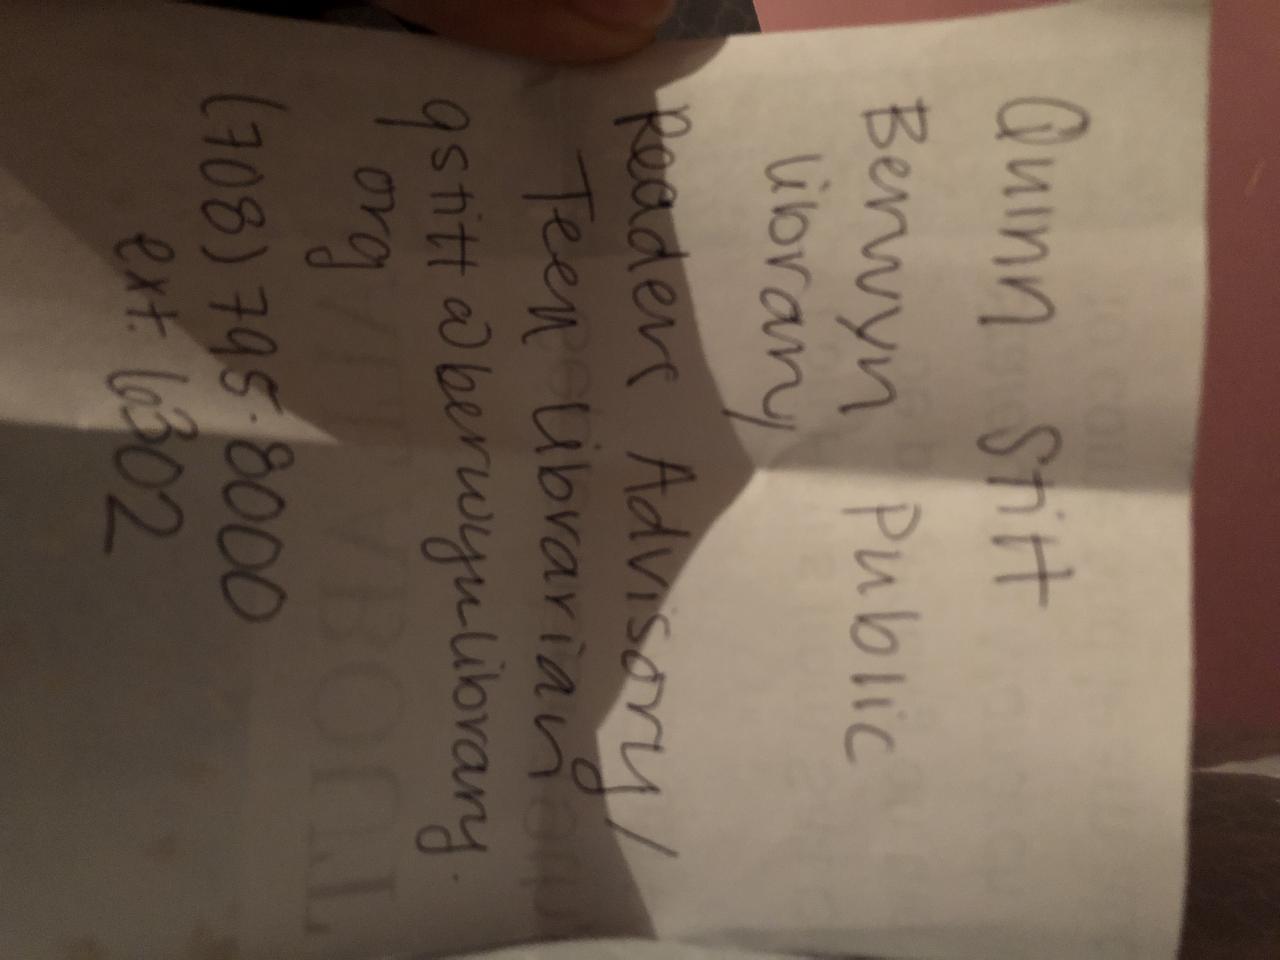 Quinn Stitt
Berwyn Public
library
Readers Advisory/
Teen librarian
qstitt@berwynlibrary.
org
(708) 795.8000
ext. 6302